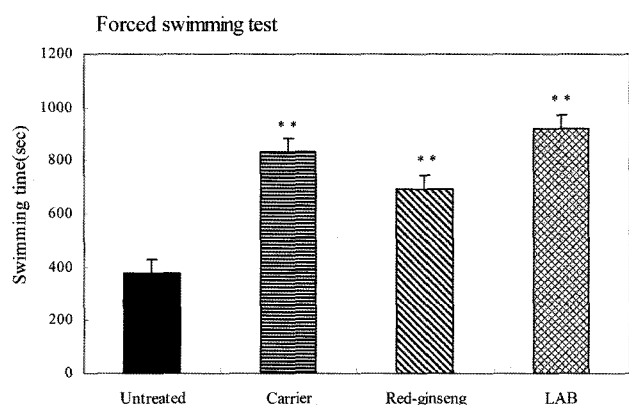 Forced swimming test
1200
1000
800
600
400
200
0
Swimming time(sec)
**
**
**
Untreated
Carrier
Red-ginseng
LAB